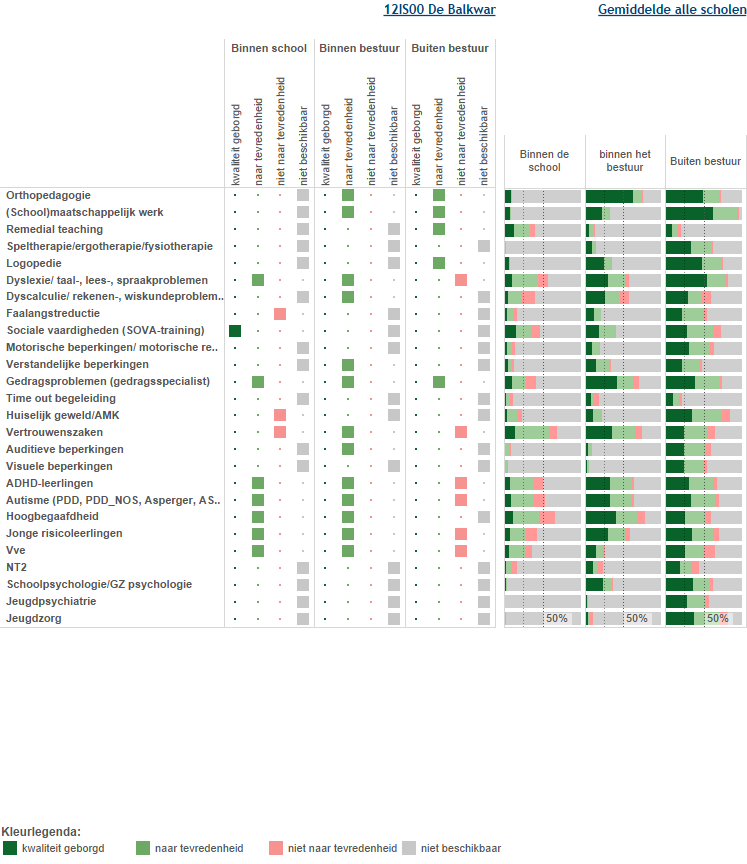 12IS00 De Balkwar Gemiddelde alle scholen
Binnen school Binnen bestuur Buiten bestuur
kwaliteit geborgd naar tevredenheid niet naar tevredenheid niet beschikbaar kwaliteit geborgd naar tevredenheid niet naar tevredenheid niet beschikbaar kwaliteit geborgd naar tevredenheid niet naar tevredenheid niet beschikbaar
Binnen de school binnen het bestuur Buiten bestuur
Orthopedagogie
(School)maatschappelijk werk
Remedial teaching
Speltherapie/ergotherapie/fysiotherapie
Logopedie
Dyslexie/ taal-, lees-, spraakproblemen
Dyscalculie/ rekenen-, wiskundeproblem..
Faalangstreductie
Sociale vaardigheden (SOVA-training)
Motorische beperkingen/ motorische re..
Verstandelijke beperkingen
Gedragsproblemen (gedragsspecialist)
Time out begeleiding
Huiselijk geweld/AMK
Vertrouwenszaken
Auditieve beperkingen
Visuele beperkingen
ADHD-leerlingen
Autisme (PDD, PDD_NOS, Asperger, AS..
Hoogbegaafdheid
Jonge risicoleerlingen
Vve
NT2
Schoolpsychologie/GZ psychologie
Jeugdpsychiatrie
Jeugdzorg 50% 50% 50%
Kleurlegenda:
kwaliteit geborgd naar tevredenheid niet naar tevredenheid niet beschikbaar